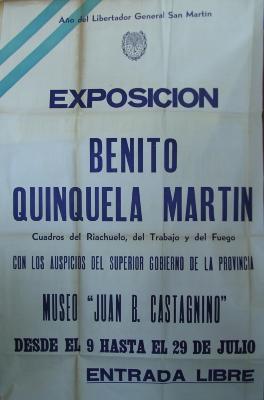 Año del Libertador General San Martín
EXPOSICION
BENITO
QUINQUELA MARTIN
Cuadros del Riachuelo, del Trabajo y del Fuego
CON LOS AUSPICIOS DEL SUPERIOR GOBIERNO DE LA PROVINCIA
MUSEO "JUAN B. CASTAGNINO"
DESDE EL 9 HASTA EL 29 DE JULIO
ENTRADA LIBRE